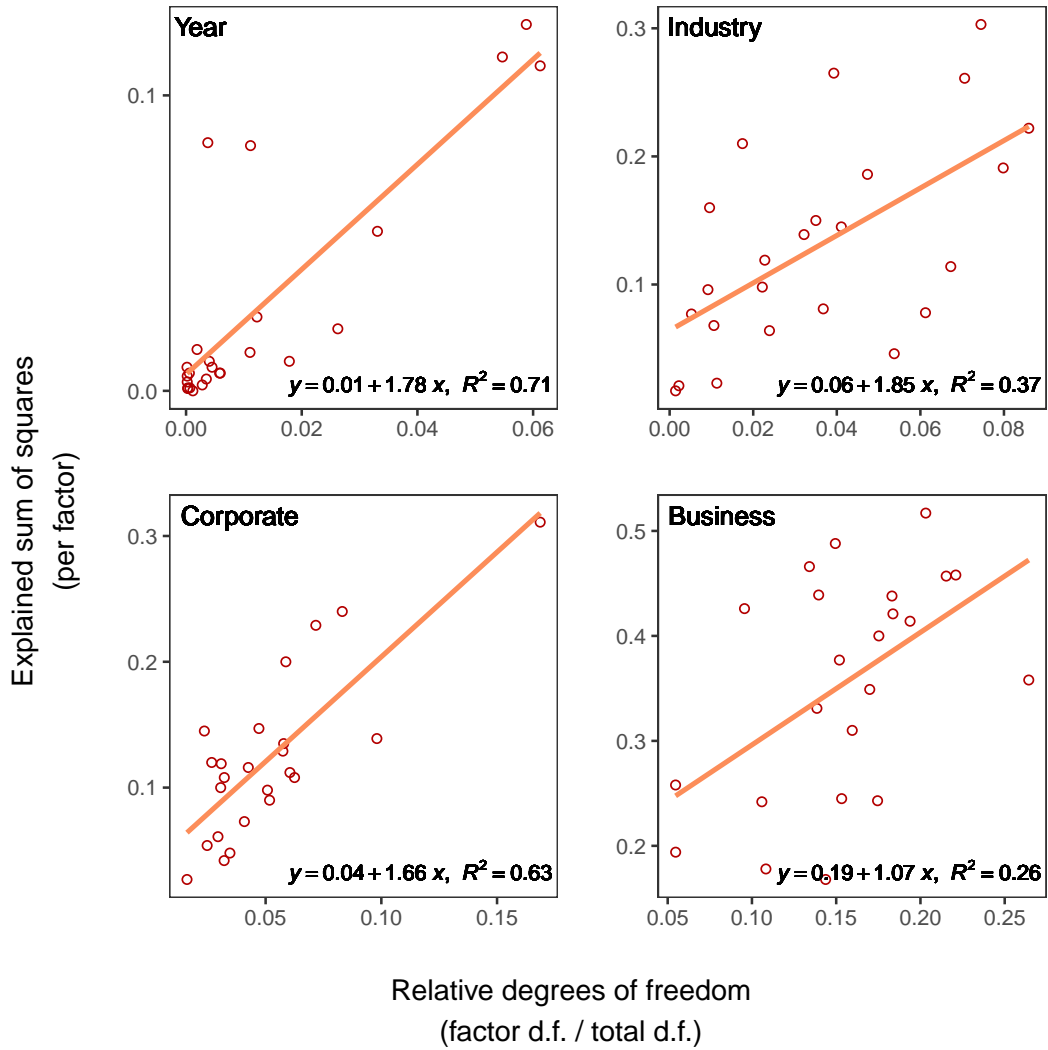 Year
0.1
0.0
y = 0.01 + 1.78 x, R² = 0.71
0.00 0.02 0.04 0.06
Industry
0.3
0.2
0.1
y = 0.06 + 1.85 x, R² = 0.37
0.00 0.02 0.04 0.06 0.08
Explained sum of squares
(per factor)
Corporate
0.3
0.2
0.1
y = 0.04 + 1.66 x, R² = 0.63
0.05 0.10 0.15
Business
0.5
0.4
0.3
0.2
y = 0.19 + 1.07 x, R² = 0.26
0.05 0.10 0.15 0.20 0.25
Relative degrees of freedom
(factor d.f. / total d.f.)